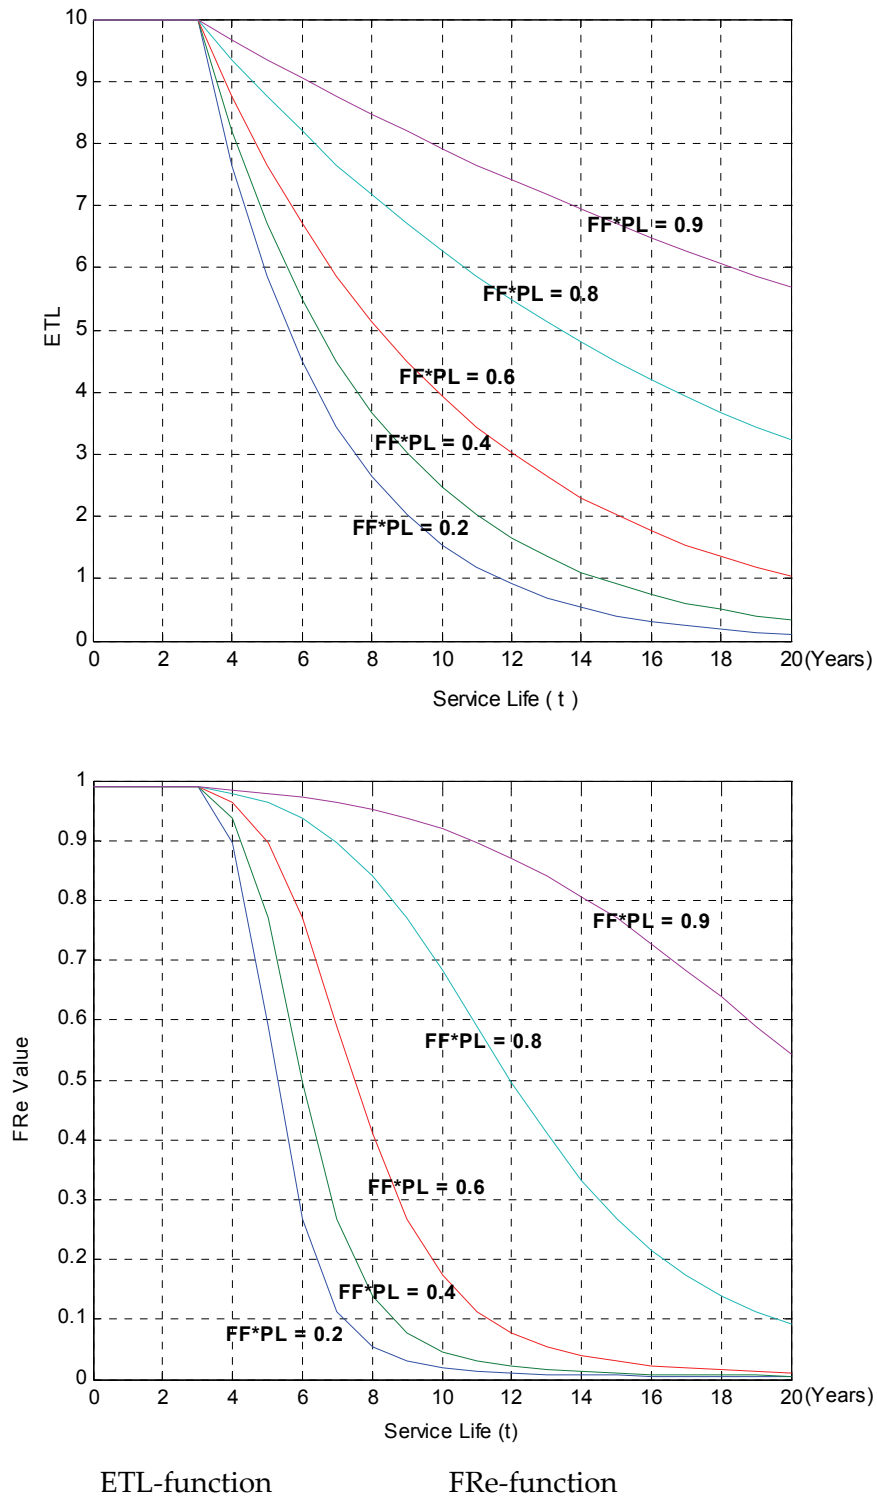 10
9
8
7
6
5
4
3
2
1
0
ETL
FF*PL = 0.9
FF*PL = 0.8
FF*PL = 0.6
FF*PL = 0.4
FF*PL = 0.2
0 2 4 6 8 10 12 14 16 18 20 (Years)
Service Life ( t )
1
0.9
0.8
0.7
0.6
0.5
0.4
0.3
0.2
0.1
0
FRe Value
FF*PL = 0.9
FF*PL = 0.8
FF*PL = 0.6
FF*PL = 0.4
FF*PL = 0.2
0 2 4 6 8 10 12 14 16 18 20 (Years)
Service Life (t)
ETL-function FRe-function